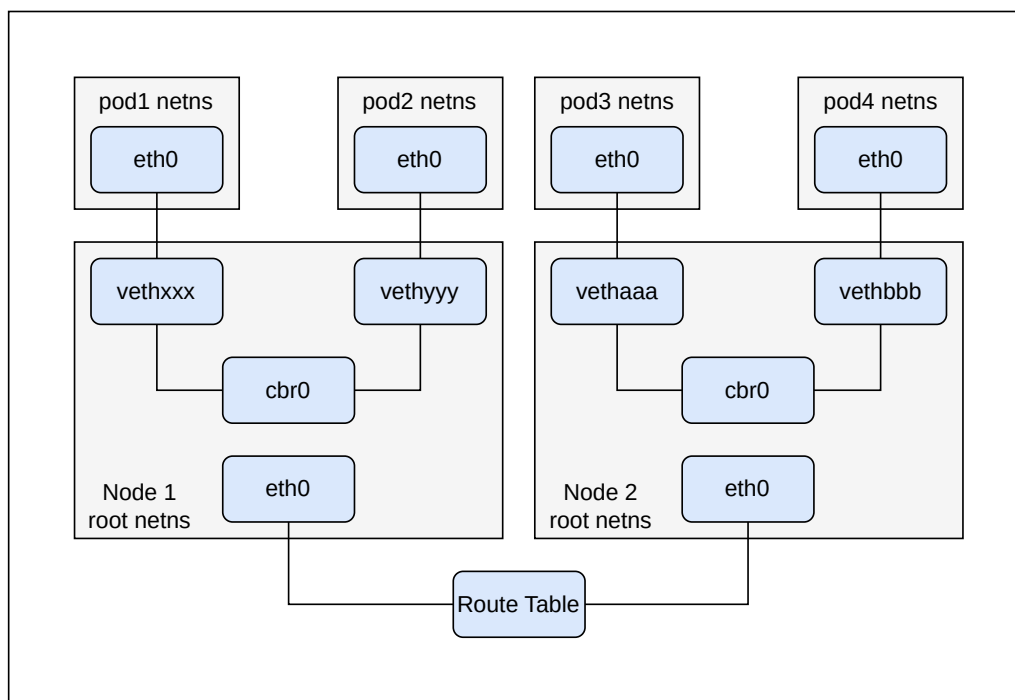 pod1 netns
eth0
pod2 netns
eth0
pod3 netns
eth0
pod4 netns
eth0
vethxxx
vethyyy
cbr0
eth0
Node 1
root netns
vethaaa
vethbbb
cbr0
eth0
Node 2
root netns
Route Table